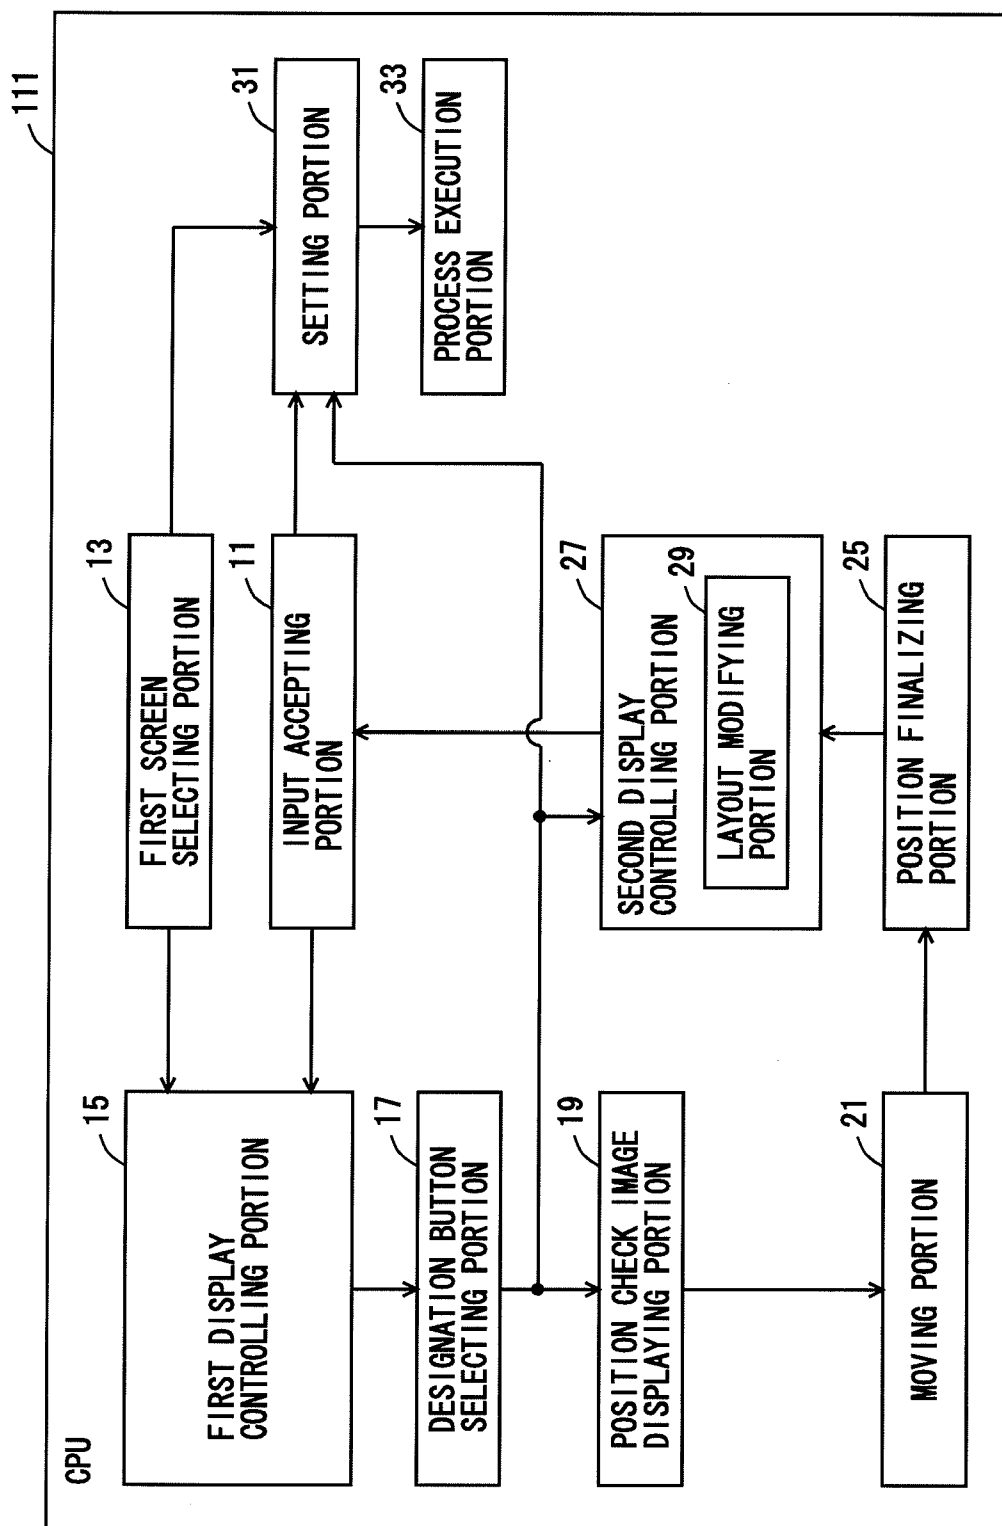 111
CPU
15
FIRST DISPLAY
CONTROLLING PORTION
13
FIRST SCREEN
SELECTING PORTION
11
INPUT ACCEPTING
PORTION
31
SETTING PORTION
33
PROCESS EXECUTION
PORTION
17
DESIGNATION BUTTON
SELECTING PORTION
19
POSITION CHECK IMAGE
DISPLAYING PORTION
27
SECOND DISPLAY
CONTROLLING PORTION
29
LAYOUT MODIFYING
PORTION
21
MOVING PORTION
25
POSITION FINALIZING
PORTION